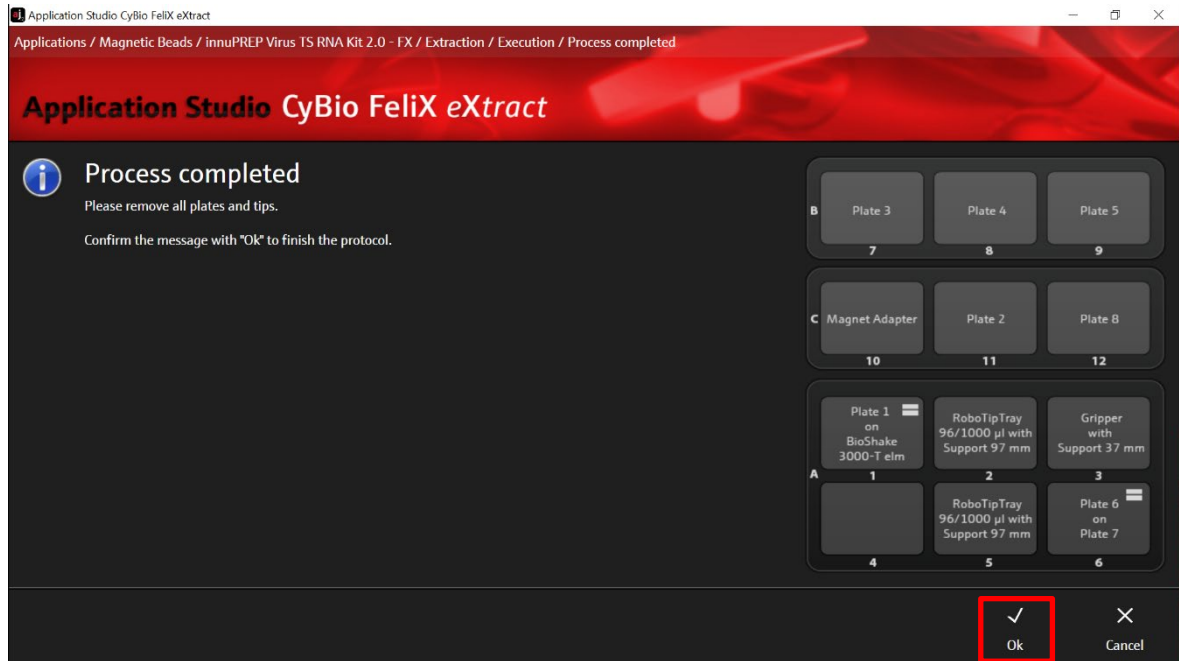 Application Studio CyBio FeliX eXtract
Applications / Magnetic Beads / innuPREP Virus TS RNA Kit 2.0 - FX / Extraction / Execution / Process completed
Application Studio CyBio FeliX eXtract
Process completed
Please remove all plates and tips.
Confirm the message with "Ok" to finish the protocol.
B
Plate 3
7
Plate 4
8
Plate 5
9
C
Magnet Adapter
10
Plate 2
11
Plate 8
12
A
Plate 1
on
BioShake
3000-T elm
1
RoboTipTray
96/1000 µl with
Support 97 mm
2
Gripper
with
Support 37 mm
3
4
RoboTipTray
96/1000 µl with
Support 97 mm
5
Plate 6
on
Plate 7
6
Ok
Cancel